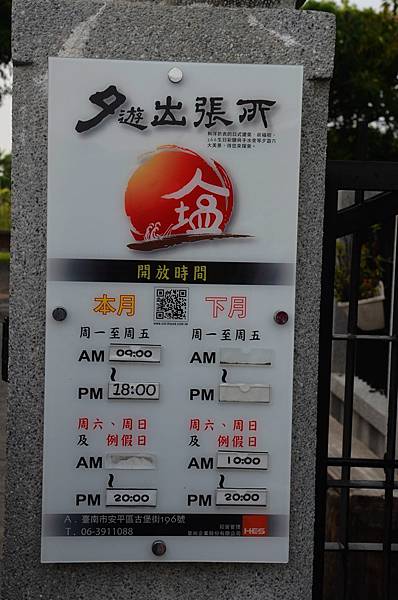 夕遊出張所
開放時間
本月 下月
周一至周五 周一至周五
AM 09:00 AM
PM 18:00 PM
周六、周日 周六、周日
及 例假日 及 例假日
AM AM 10:00
PM 20:00 PM 20:00
A. 臺南市安平區古堡街196號
T. 06-3911088
HES